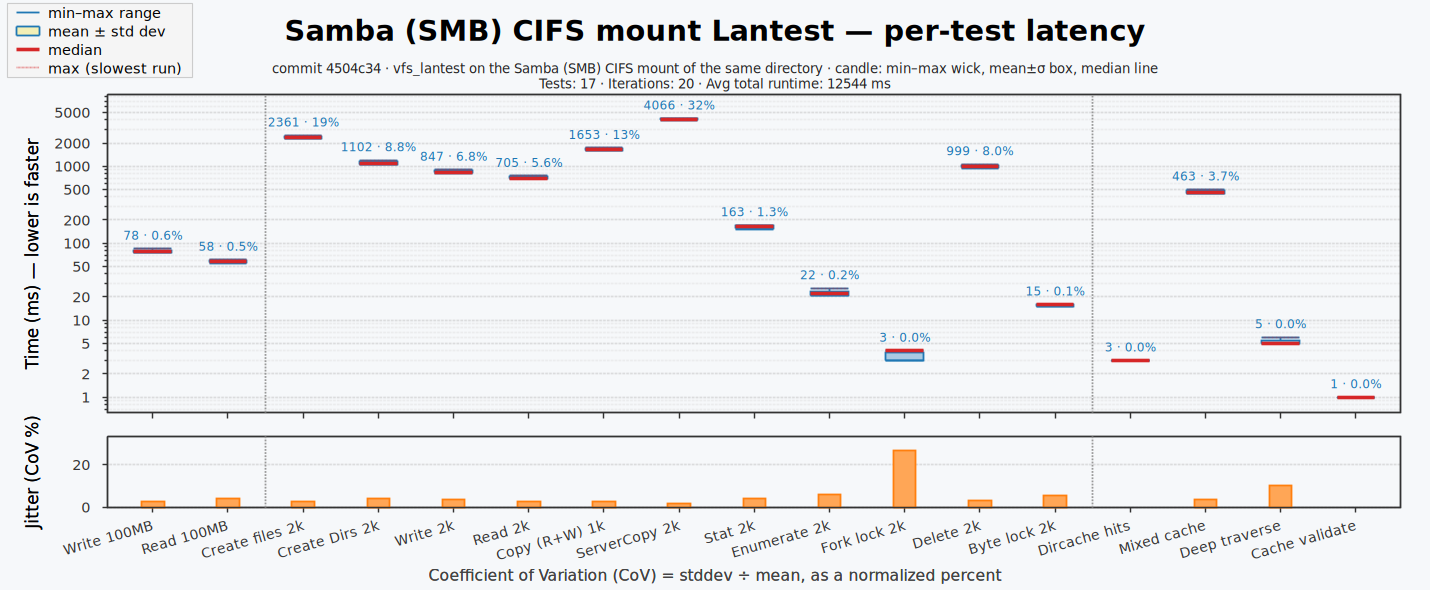 min–max range
mean ± std dev
median
max (slowest run)
Samba (SMB) CIFS mount Lantest — per-test latency
commit 4504c34 · vfs_lantest on the Samba (SMB) CIFS mount of the same directory · candle: min–max wick, mean±σ box, median line
Tests: 17 · Iterations: 20 · Avg total runtime: 12544 ms
Time (ms) — lower is faster
5000
2000
1000
500
200
100
50
20
10
5
2
1
78 · 0.6%
58 · 0.5%
2361 · 19%
1102 · 8.8%
847 · 6.8%
705 · 5.6%
1653 · 13%
4066 · 32%
163 · 1.3%
22 · 0.2%
3 · 0.0%
999 · 8.0%
15 · 0.1%
3 · 0.0%
463 · 3.7%
5 · 0.0%
1 · 0.0%
Jitter (CoV %)
20
0
Write 100MB
Read 100MB
Create files 2k
Create Dirs 2k
Write 2k
Read 2k
Copy (R+W) 1k
ServerCopy 2k
Stat 2k
Enumerate 2k
Fork lock 2k
Delete 2k
Byte lock 2k
Dircache hits
Mixed cache
Deep traverse
Cache validate
Coefficient of Variation (CoV) = stddev ÷ mean, as a normalized percent